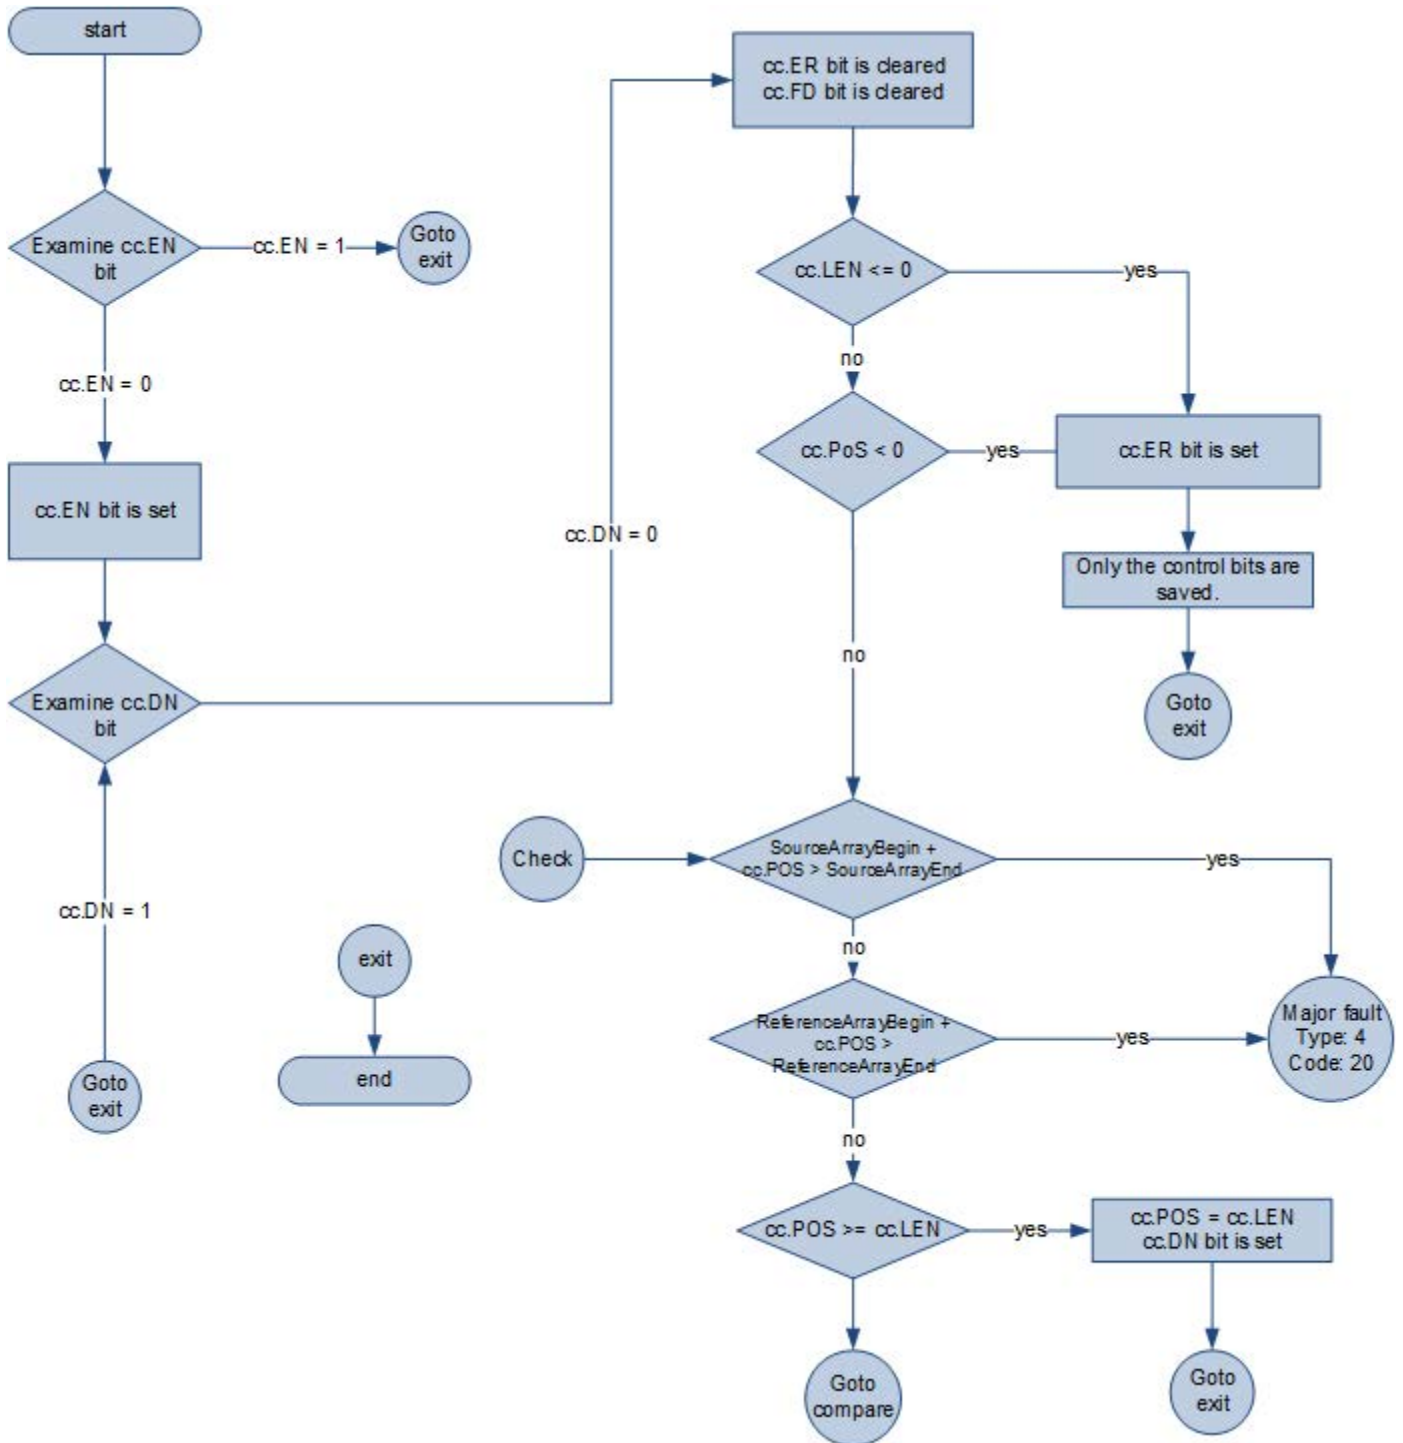 start
Examine cc.EN
bit
cc.EN = 1
Goto
exit
cc.EN = 0
cc.EN bit is set
Examine cc.DN
bit
cc.DN = 1
Goto
exit
exit
end
cc.DN = 0
cc.ER bit is cleared
cc.FD bit is cleared
cc.LEN <= 0
yes
no
cc.PoS < 0
yes
cc.ER bit is set
Only the control bits are
saved.
Goto
exit
no
Check
SourceArrayBegin +
cc.POS > SourceArrayEnd
yes
no
ReferenceArrayBegin +
cc.POS >
ReferenceArrayEnd
yes
Major fault
Type: 4
Code: 20
no
cc.POS >= cc.LEN
yes
cc.POS = cc.LEN
cc.DN bit is set
Goto
compare
Goto
exit